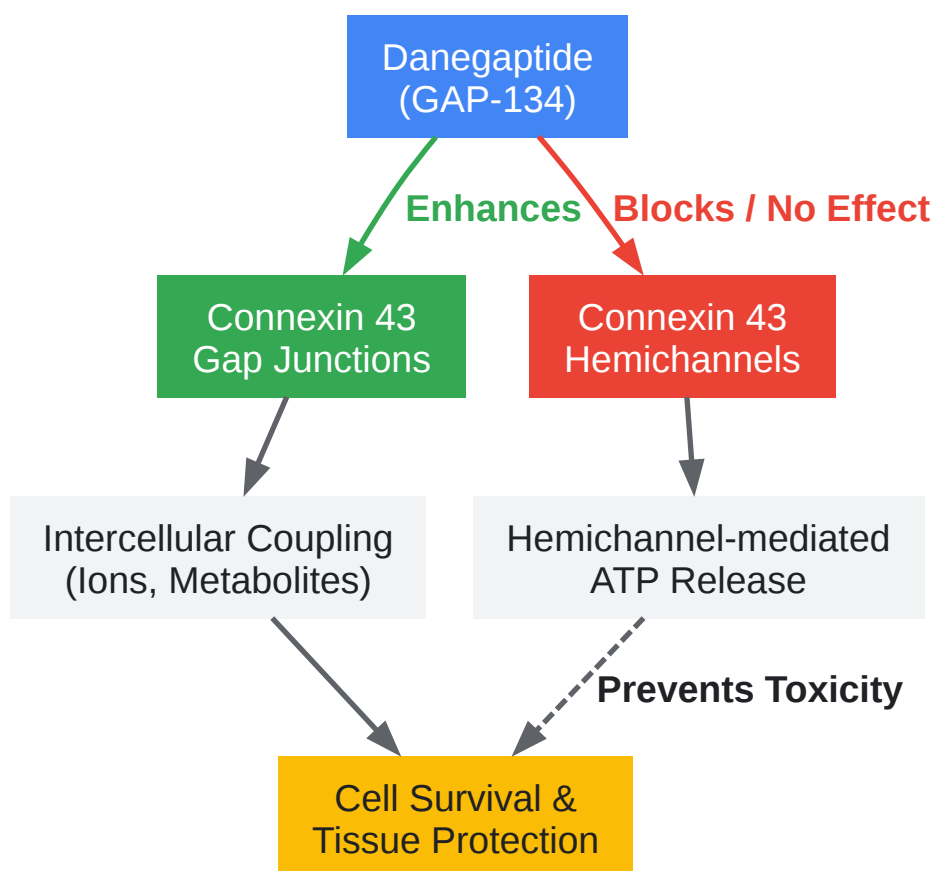 Danegaptide
(GAP-134)
Enhances
Blocks / No Effect
Connexin 43
Gap Junctions
Connexin 43
Hemichannels
Intercellular Coupling
(Ions, Metabolites)
Hemichannel-mediated
ATP Release
Prevents Toxicity
Cell Survival &
Tissue Protection